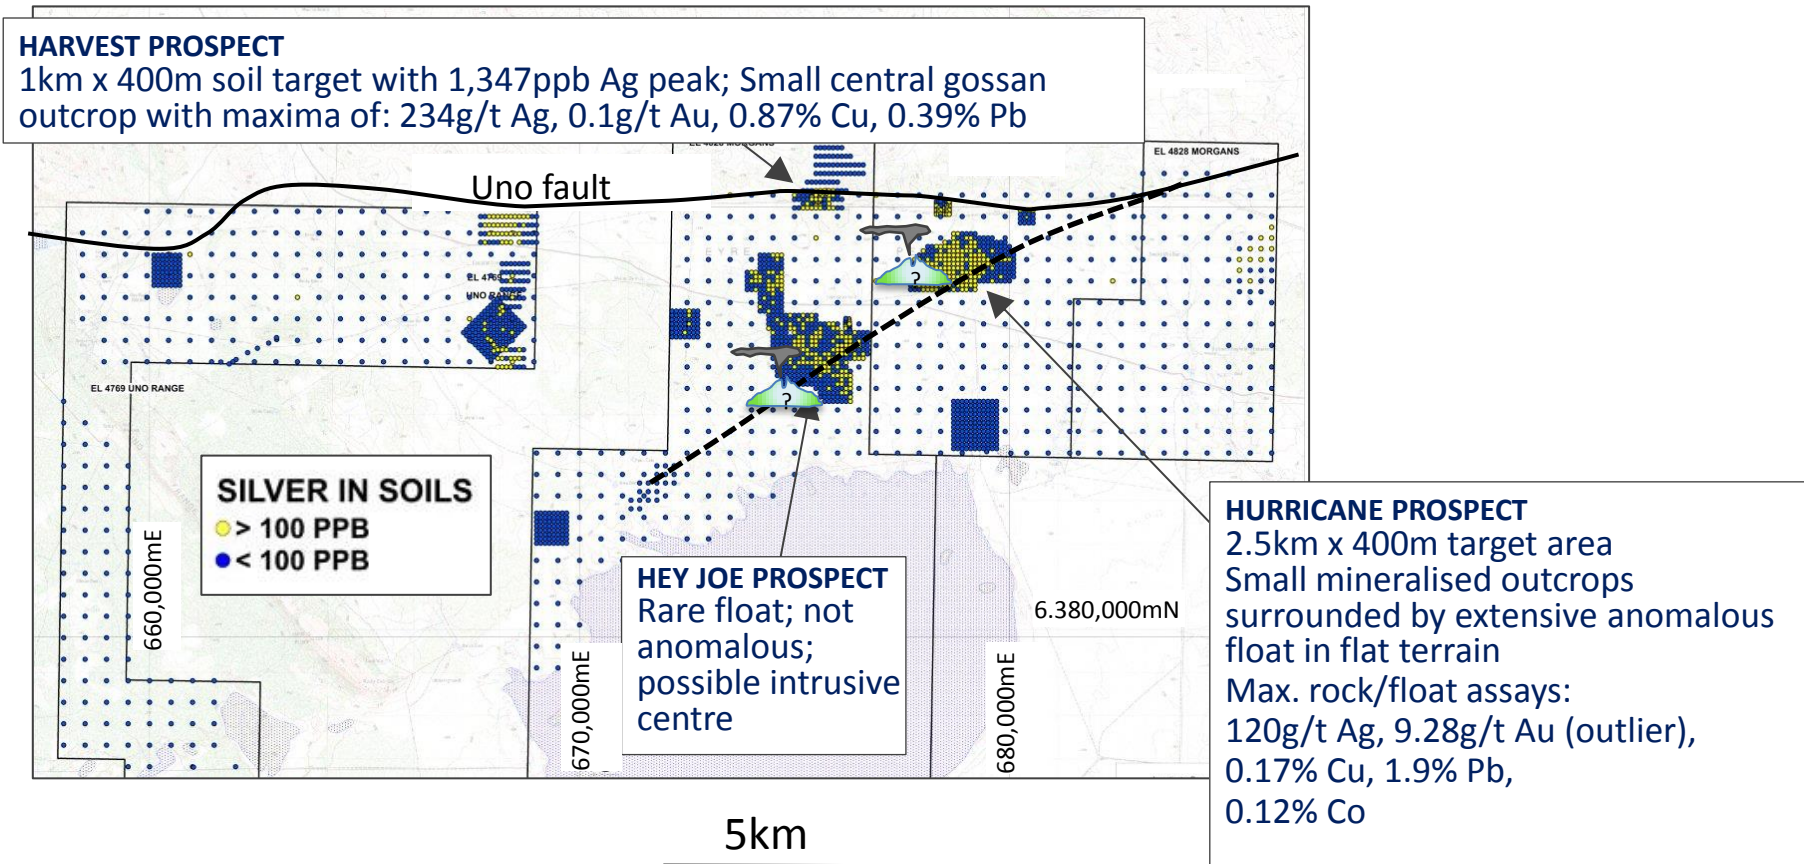 HARVEST PROSPECT
1km x 400m soil target with 1,347ppb Ag peak; Small central gossan
outcrop with maxima of: 234g/t Ag, 0.1g/t Au, 0.87% Cu, 0.39% Pb
EL 4828 MORGANS
Uno fault
EYRE
EL 4769
UNO RANGE
EL 4769 UNO RANGE
?
?
SILVER IN SOILS
> 100 PPB
< 100 PPB
660,000mE
670,000mE
680,000mE
6.380,000mN
HEY JOE PROSPECT
Rare float; not
anomalous;
possible intrusive
centre
HURRICANE PROSPECT
2.5km x 400m target area
Small mineralised outcrops
surrounded by extensive anomalous
float in flat terrain
Max. rock/float assays:
120g/t Ag, 9.28g/t Au (outlier),
0.17% Cu, 1.9% Pb,
0.12% Co
5km